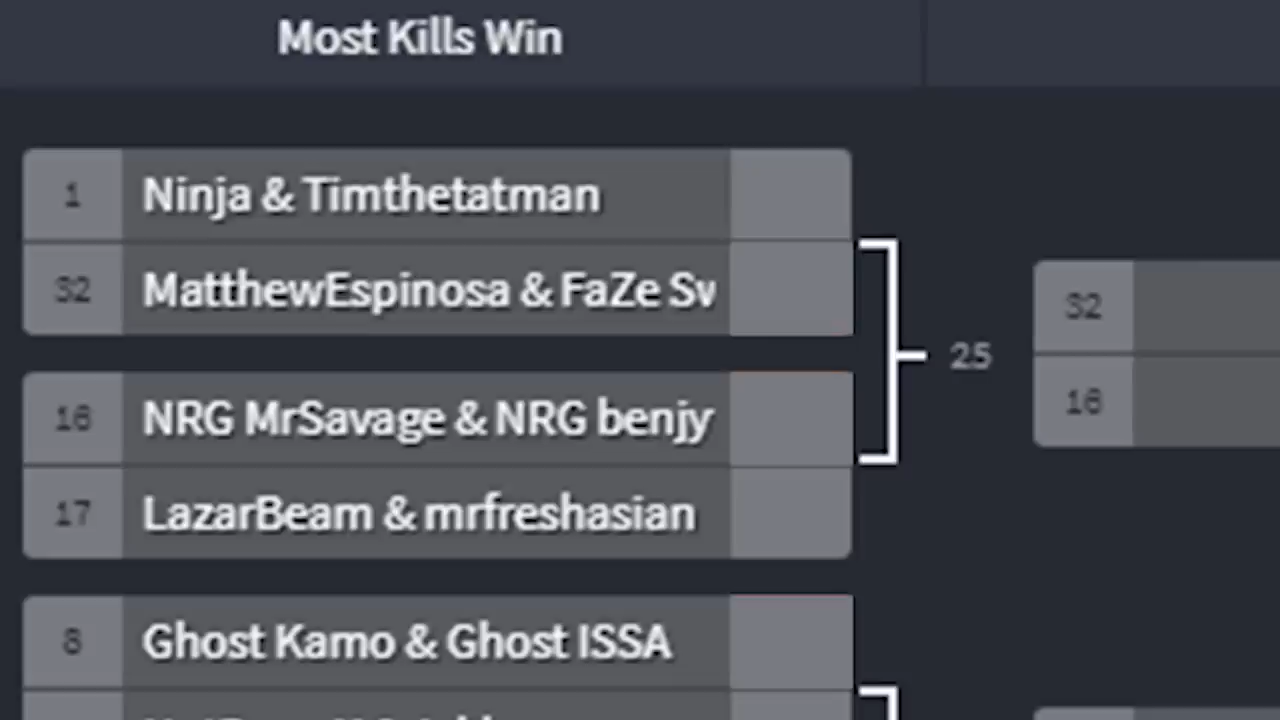 Most Kills Win
1 Ninja & Timthetatman
32 MatthewEspinosa & FaZe Sw
25
32
16 NRG MrSavage & NRG benjy
16
17 LazarBeam & mrfreshasian
8 Ghost Kamo & Ghost ISSA